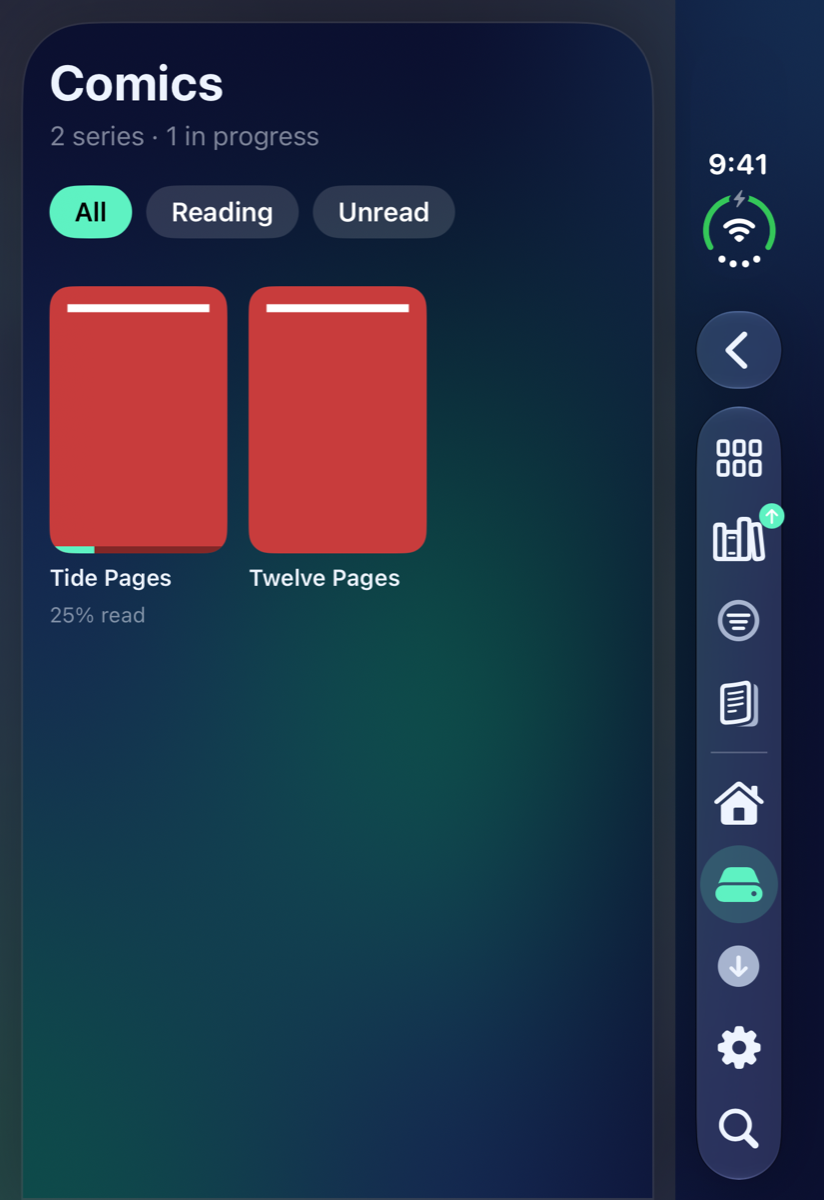 Comics
2 series · 1 in progress
All
Reading
Unread
Tide Pages
25% read
Twelve Pages
9:41